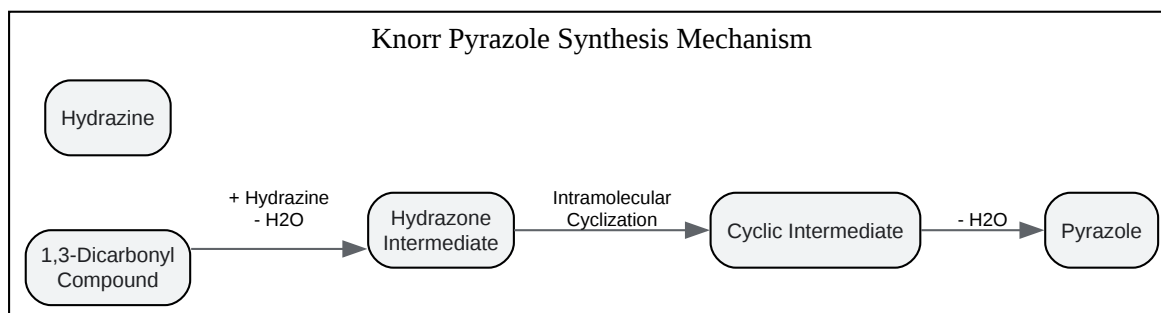 Knorr Pyrazole Synthesis Mechanism
Hydrazine
1,3-Dicarbonyl
Compound
+ Hydrazine
- H2O
Hydrazone
Intermediate
Intramolecular
Cyclization
Cyclic Intermediate
- H2O
Pyrazole